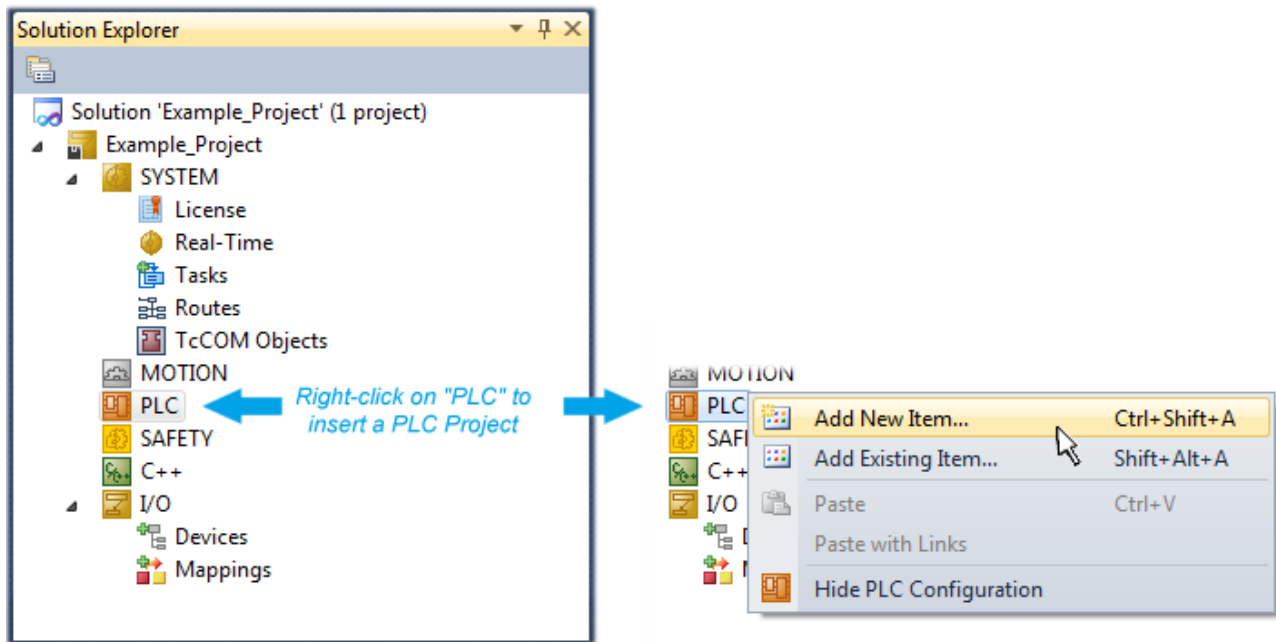 Solution Explorer
Solution 'Example_Project' (1 project)
Example_Project
SYSTEM
License
Real-Time
Tasks
Routes
TcCOM Objects
MOTION
PLC
SAFETY
C++
I/O
Devices
Mappings
Right-click on "PLC" to
insert a PLC Project
MOTION
PLC
SAF
C++
I/O
Add New Item... Ctrl+Shift+A
Add Existing Item... Shift+Alt+A
Paste Ctrl+V
Paste with Links
Hide PLC Configuration